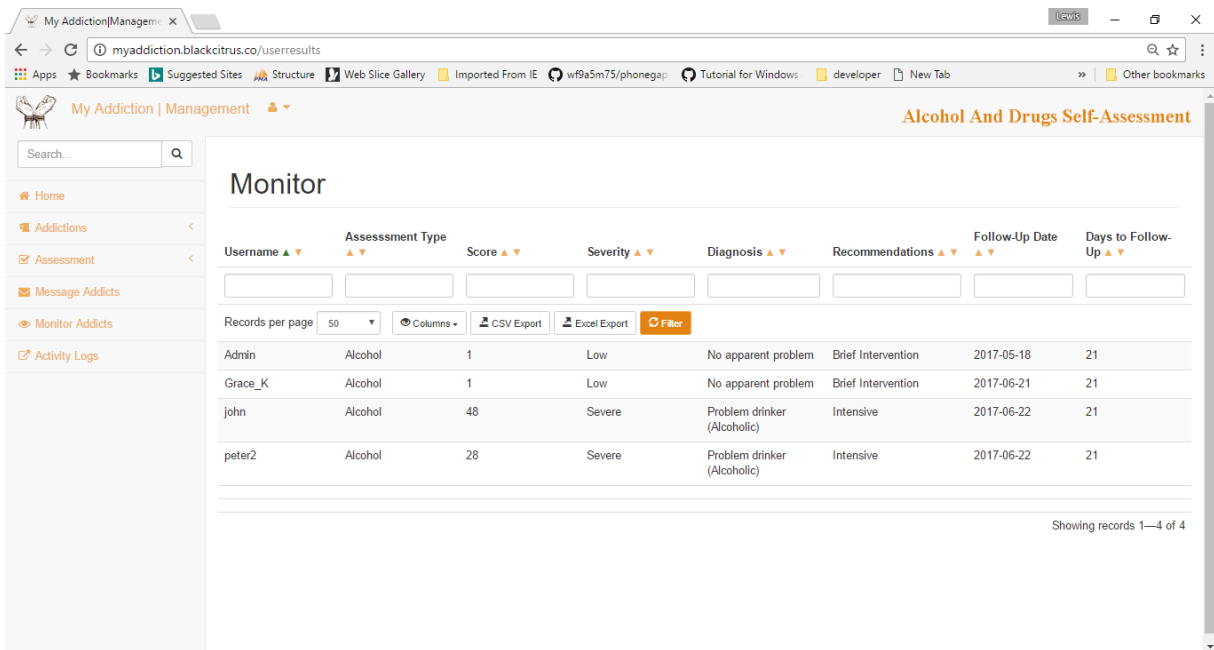 My Addiction|Manageme
Lewis
myaddiction.blackcitrus.co/userresults
Apps Bookmarks Suggested Sites Structure Web Slice Gallery Imported From IE wf9a5m75/phonegap Tutorial for Windows developer New Tab » Other bookmarks
My Addiction | Management
Alcohol And Drugs Self-Assessment
Search...
Home
Addictions
Assessment
Message Addicts
Monitor Addicts
Activity Logs
Monitor
Username Asssessment Type Score Severity Diagnosis Recommendations Follow-Up Date Days to Follow-Up
Records per page 50 Columns CSV Export Excel Export Filter
Admin Alcohol 1 Low No apparent problem Brief Intervention 2017-05-18 21
Grace_K Alcohol 1 Low No apparent problem Brief Intervention 2017-06-21 21
john Alcohol 48 Severe Problem drinker (Alcoholic) Intensive 2017-06-22 21
peter2 Alcohol 28 Severe Problem drinker (Alcoholic) Intensive 2017-06-22 21
Showing records 1—4 of 4